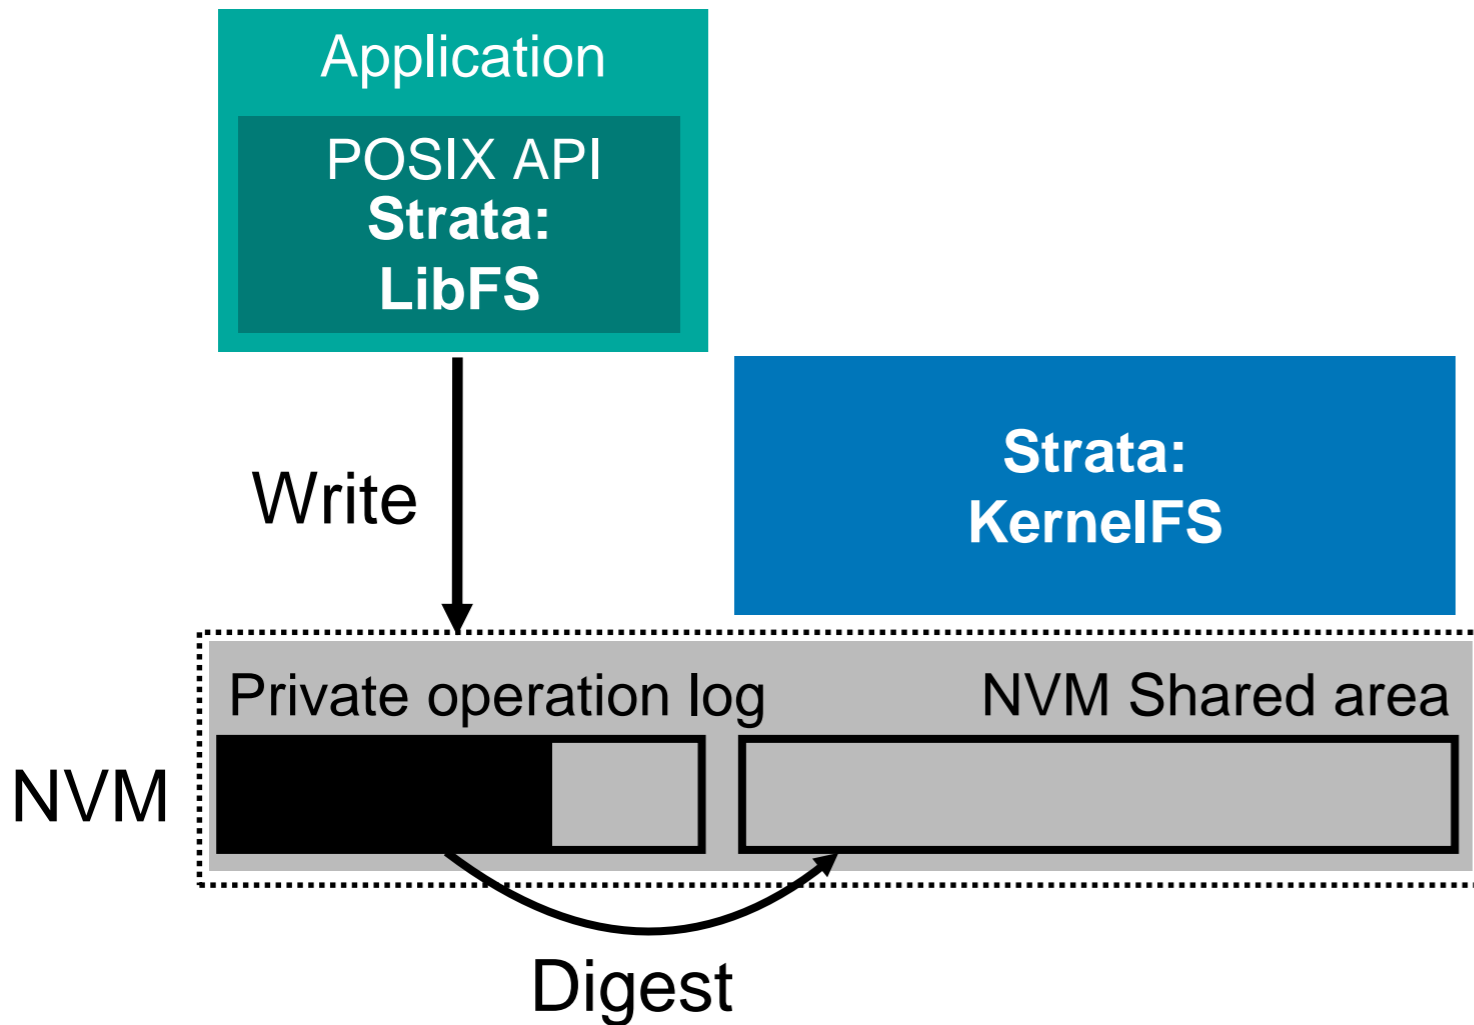 Application
POSIX API
Strata:
LibFS
Write
Strata:
KernelFS
Private operation log
NVM Shared area
NVM
Digest